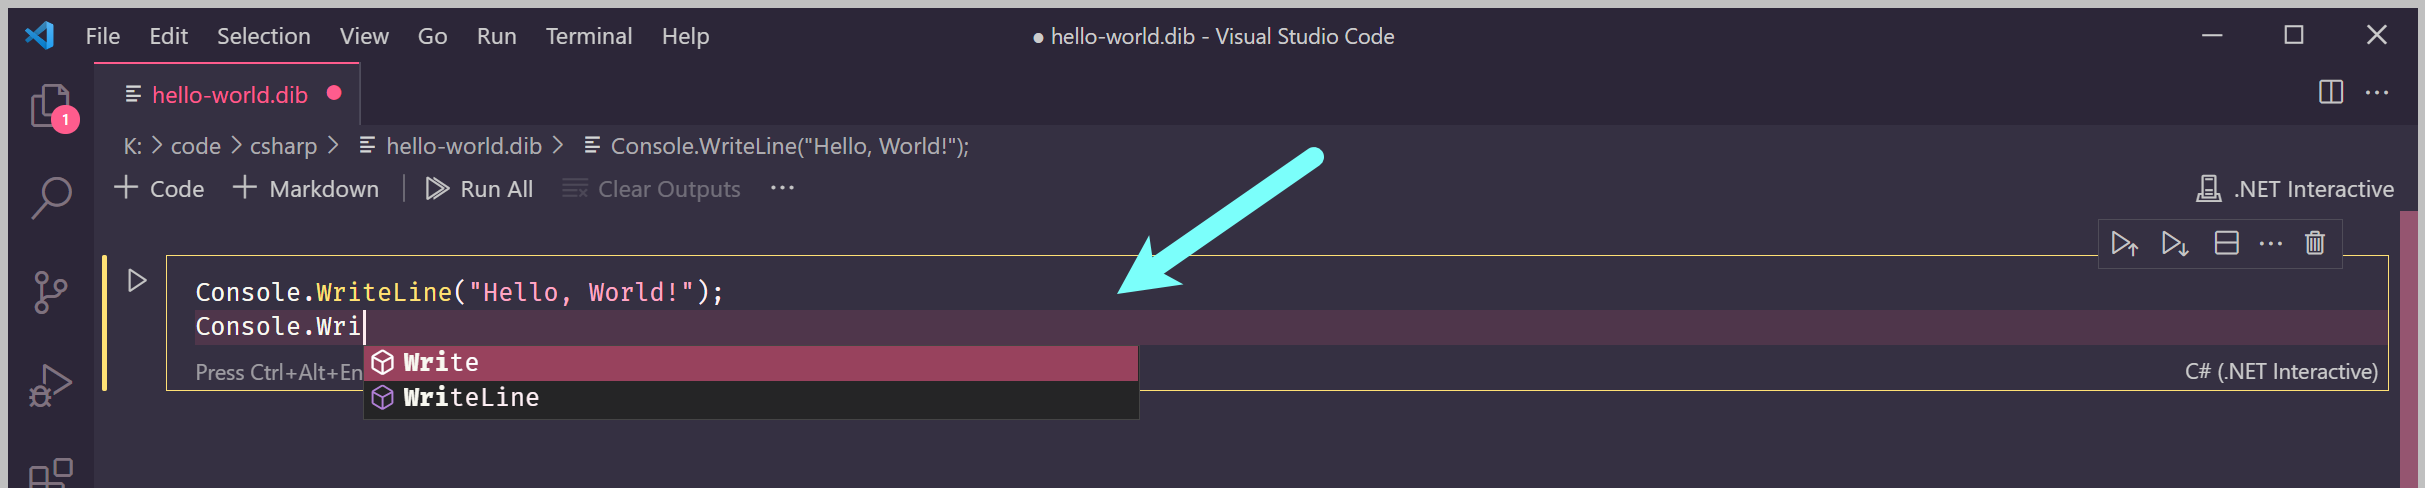 File Edit Selection View Go Run Terminal Help ● hello-world.dib - Visual Studio Code
hello-world.dib
1
K: > code > csharp > hello-world.dib > Console.WriteLine("Hello, World!");
+ Code + Markdown | Run All Clear Outputs ...
.NET Interactive
Console.WriteLine("Hello, World!");
Console.Wri
Write
Press Ctrl+Alt+En
C# (.NET Interactive)
WriteLine